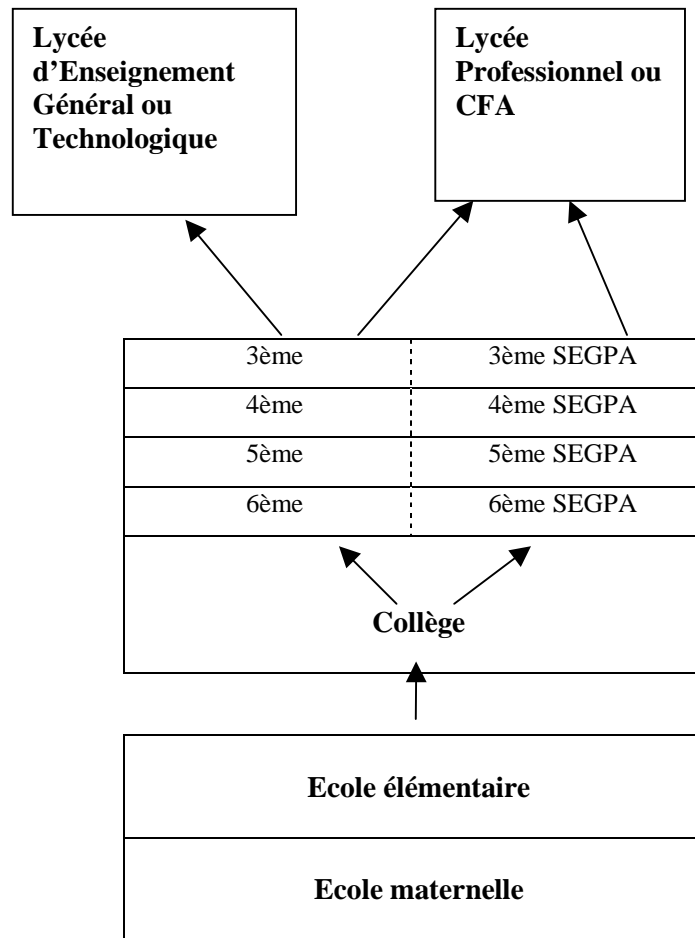 Lycée
d'Enseignement
Général ou
Technologique
Lycée
Professionnel ou
CFA
3ème
3ème SEGPA
4ème
4ème SEGPA
5ème
5ème SEGPA
6ème
6ème SEGPA
Collège
Ecole élémentaire
Ecole maternelle